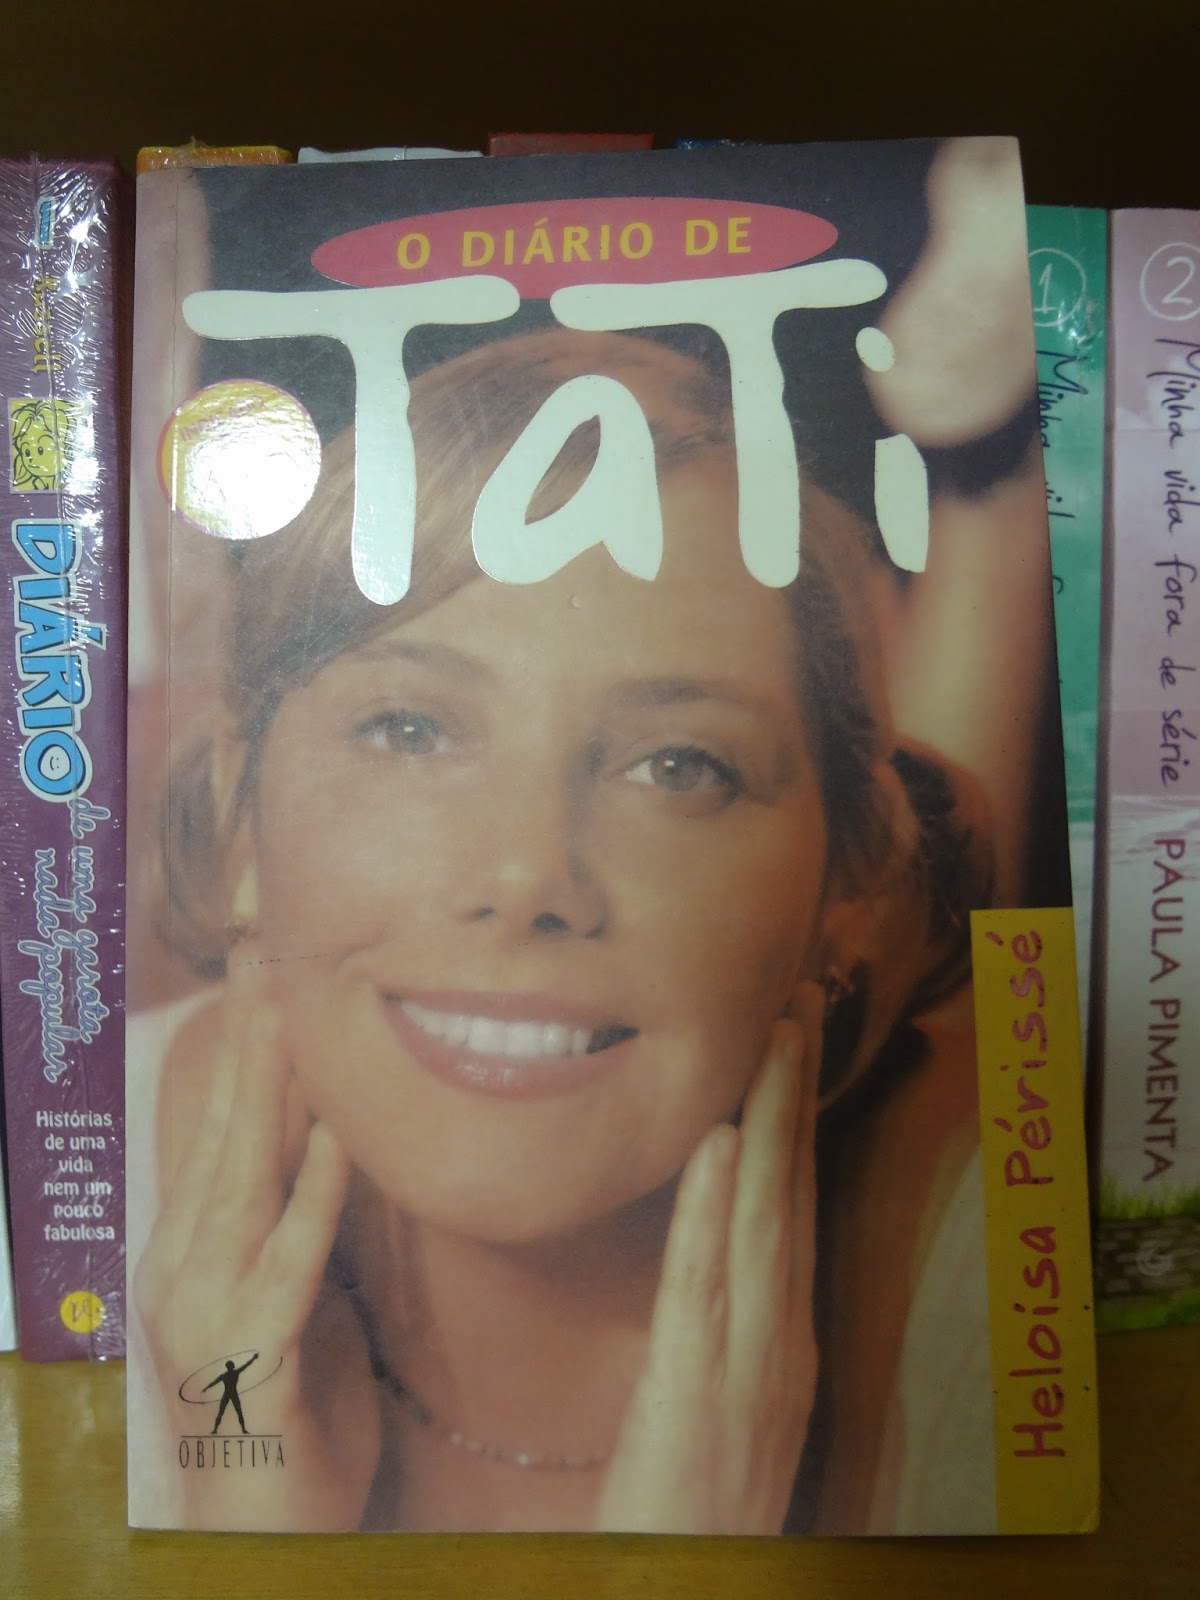 O DIÁRIO DE
TaTi
Heloisa Périssé
OBJETIVA
DIÁRIO
de uma garota
nada popular
Histórias
de uma
vida
nem um
pouco
fabulosa
1
Minha
2
Minha vida fora de série
PAULA PIMENTA